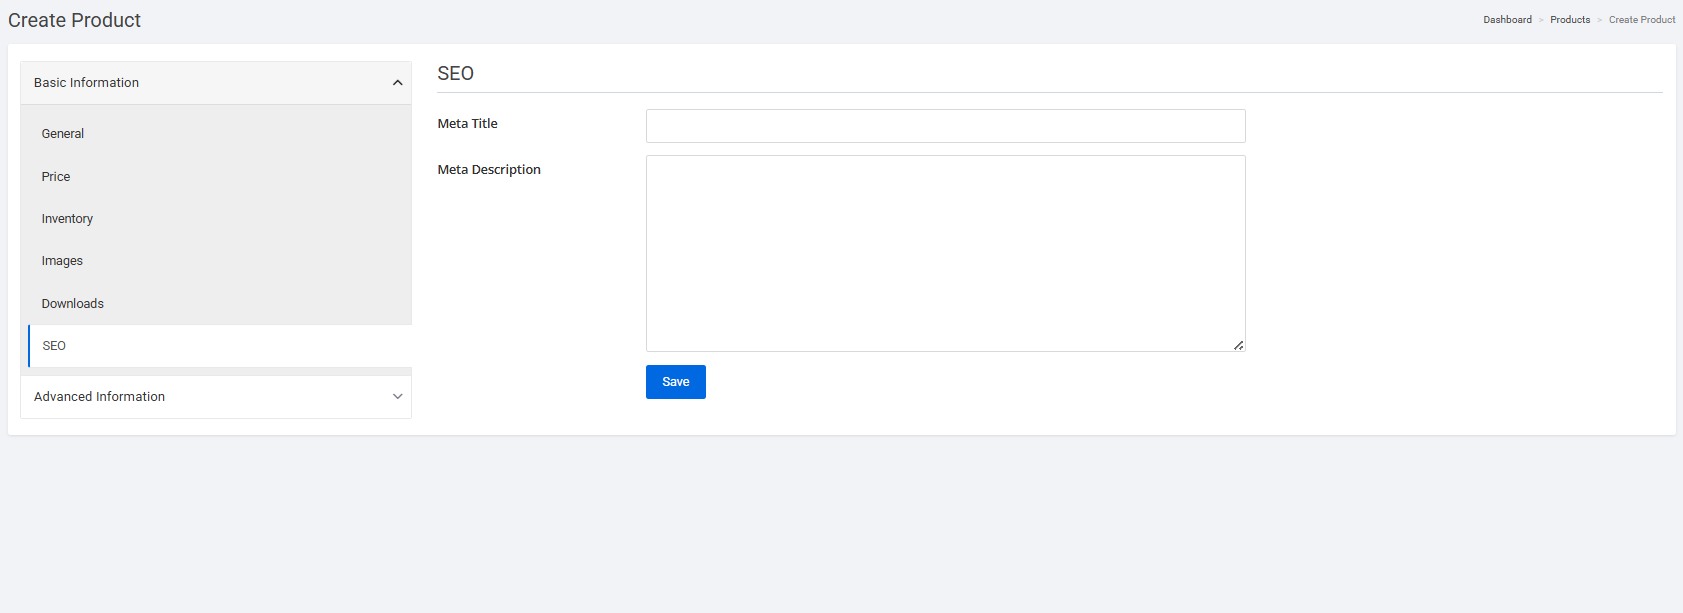 Create Product
Dashboard > Products > Create Product
Basic Information
General
Price
Inventory
Images
Downloads
SEO
Advanced Information
SEO
Meta Title
Meta Description
Save